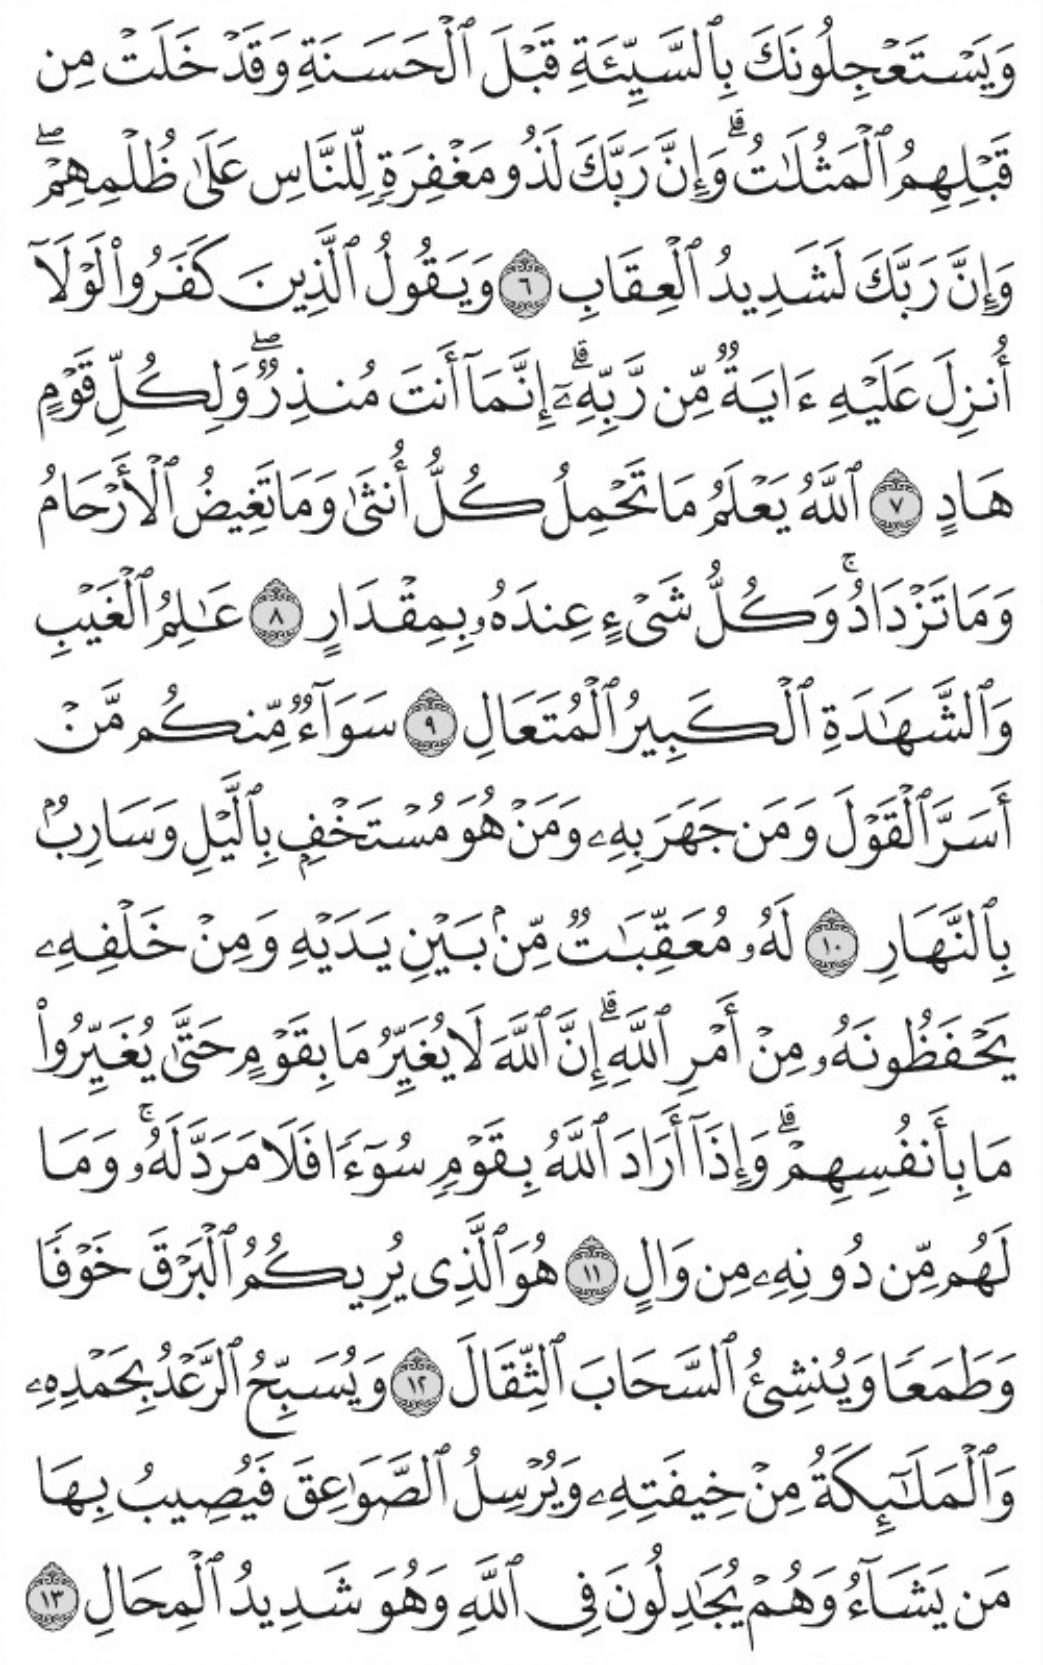 وَيَسْتَعْجِلُونَكَ بِٱلسَّيِّئَةِ قَبْلَ ٱلْحَسَنَةِ وَقَدْ خَلَتْ مِن
قَبْلِهِمُ ٱلْمَثُلَٰتُ ۗ وَإِنَّ رَبَّكَ لَذُو مَغْفِرَةٍ لِّلنَّاسِ عَلَىٰ ظُلْمِهِمْ ۖ
وَإِنَّ رَبَّكَ لَشَدِيدُ ٱلْعِقَابِ ٦ وَيَقُولُ ٱلَّذِينَ كَفَرُوا۟ لَوْلَآ
أُنزِلَ عَلَيْهِ ءَايَةٌ مِّن رَّبِّهِۦٓ ۗ إِنَّمَآ أَنتَ مُنذِرٌ ۖ وَلِكُلِّ قَوْمٍ
هَادٍ ٧ ٱللَّهُ يَعْلَمُ مَا تَحْمِلُ كُلُّ أُنثَىٰ وَمَا تَغِيضُ ٱلْأَرْحَامُ
وَمَا تَزْدَادُ ۚ وَكُلُّ شَىْءٍ عِندَهُۥ بِمِقْدَارٍ ٨ عَٰلِمُ ٱلْغَيْبِ
وَٱلشَّهَٰدَةِ ٱلْكَبِيرُ ٱلْمُتَعَالِ ٩ سَوَآءٌ مِّنكُم مَّنْ
أَسَرَّ ٱلْقَوْلَ وَمَن جَهَرَ بِهِۦ وَمَنْ هُوَ مُسْتَخْفٍۭ بِٱلَّيْلِ وَسَارِبٌۢ
بِٱلنَّهَارِ ١٠ لَهُۥ مُعَقِّبَٰتٌ مِّنۢ بَيْنِ يَدَيْهِ وَمِنْ خَلْفِهِۦ
يَحْفَظُونَهُۥ مِنْ أَمْرِ ٱللَّهِ ۗ إِنَّ ٱللَّهَ لَا يُغَيِّرُ مَا بِقَوْمٍ حَتَّىٰ يُغَيِّرُوا۟
مَا بِأَنفُسِهِمْ ۗ وَإِذَآ أَرَادَ ٱللَّهُ بِقَوْمٍ سُوٓءًا فَلَا مَرَدَّ لَهُۥ ۚ وَمَا
لَهُم مِّن دُونِهِۦ مِن وَالٍ ١١ هُوَ ٱلَّذِى يُرِيكُمُ ٱلْبَرْقَ خَوْفًا
وَطَمَعًا وَيُنشِئُ ٱلسَّحَابَ ٱلثِّقَالَ ١٢ وَيُسَبِّحُ ٱلرَّعْدُ بِحَمْدِهِۦ
وَٱلْمَلَٰٓئِكَةُ مِنْ خِيفَتِهِۦ وَيُرْسِلُ ٱلصَّوَٰعِقَ فَيُصِيبُ بِهَا
مَن يَشَآءُ وَهُمْ يُجَٰدِلُونَ فِى ٱللَّهِ وَهُوَ شَدِيدُ ٱلْمِحَالِ ١٣